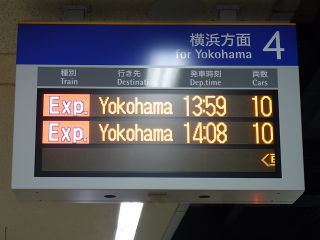 横浜方面 4
for Yokohama
種別 行き先 発車時刻 両数
Train Destination Dep.time Cars
Exp. Yokohama 13:59 10
Exp. Yokohama 14:08 10